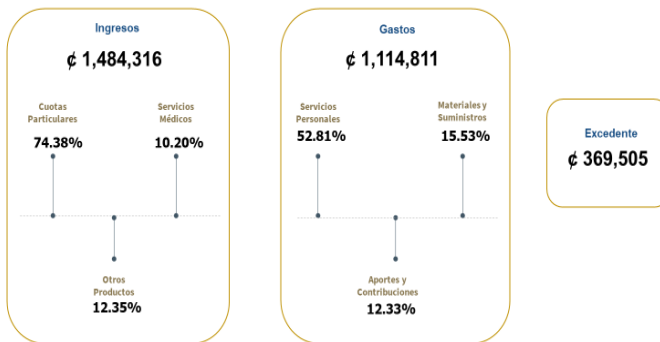 Ingresos
₡ 1,484,316
Cuotas
Particulares
74.38%
Servicios
Médicos
10.20%
Otros
Productos
12.35%
Gastos
₡ 1,114,811
Servicios
Personales
52.81%
Materiales y
Suministros
15.53%
Aportes y
Contribuciones
12.33%
Excedente
₡ 369,505